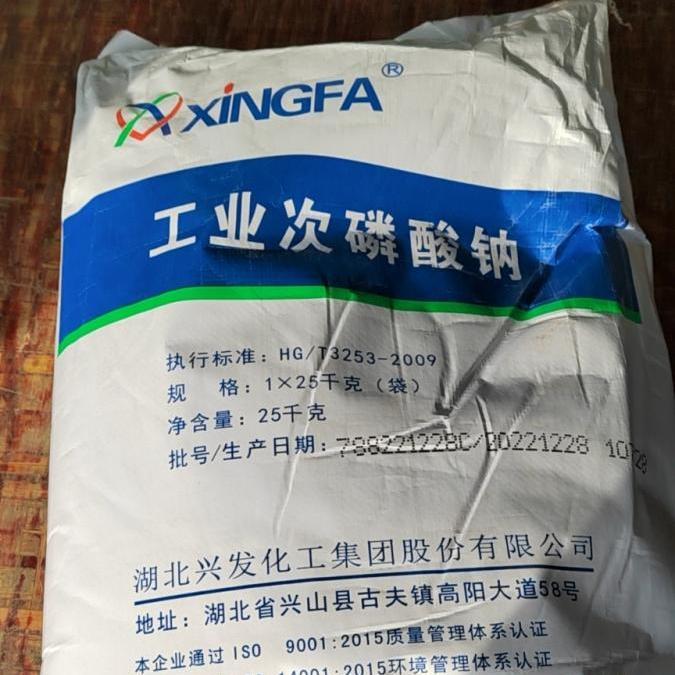 XINGFA®
工业次磷酸钠
执行标准：HG/T3253-2009
规 格：1×25千克（袋）
净含量：25千克
批号/生产日期：788221228C/20221228
湖北兴发化工集团股份有限公司
地址：湖北省兴山县古夫镇高阳大道58号
本企业通过ISO 9001:2015质量管理体系认证
14001:2015环境管理体系认证